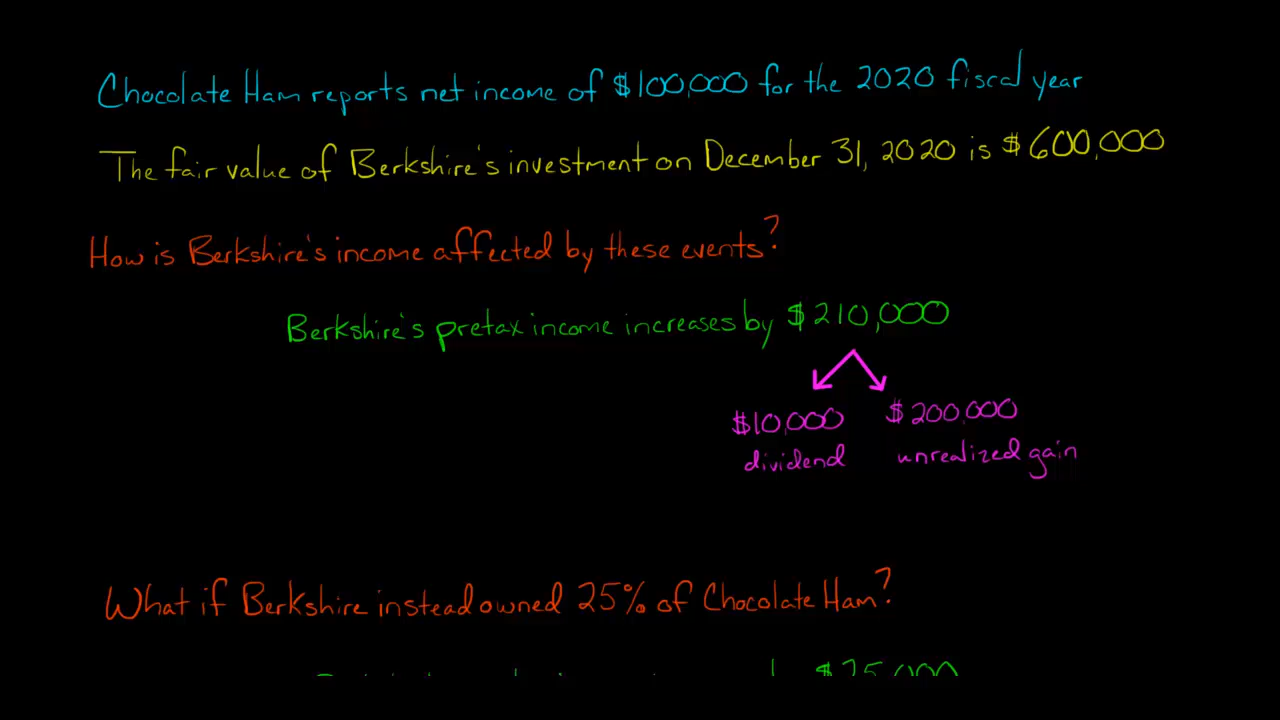 Chocolate Ham reports net income of $100,000 for the 2020 fiscal year
The fair value of Berkshire's investment on December 31, 2020 is $600,000
How is Berkshire's income affected by these events?
Berkshire's pretax income increases by $210,000
$10,000 $200,000
dividend unrealized gain
What if Berkshire instead owned 25% of Chocolate Ham?
$25,000